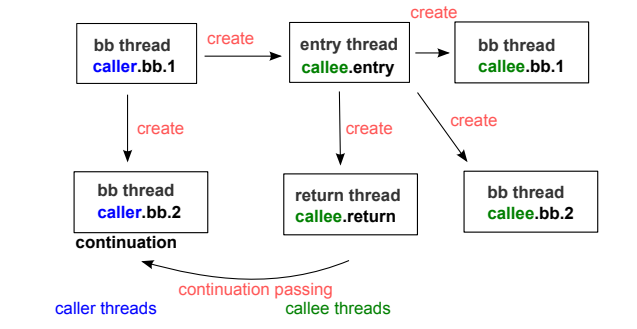 create
bb thread
caller.bb.1
create
entry thread
callee.entry
bb thread
callee.bb.1
create
create
create
bb thread
caller.bb.2
continuation
return thread
callee.return
bb thread
callee.bb.2
continuation passing
caller threads
callee threads